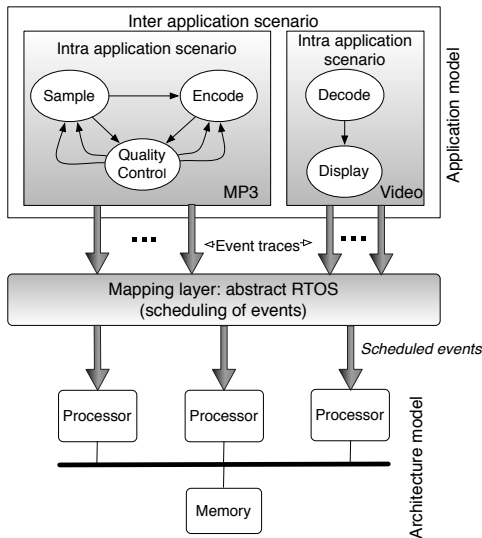 Inter application scenario
Intra application scenario
Sample
Encode
Quality
Control
MP3
Intra application
scenario
Decode
Display
Video
Application model
Event traces
Mapping layer: abstract RTOS
(scheduling of events)
Scheduled events
Processor
Processor
Processor
Memory
Architecture model